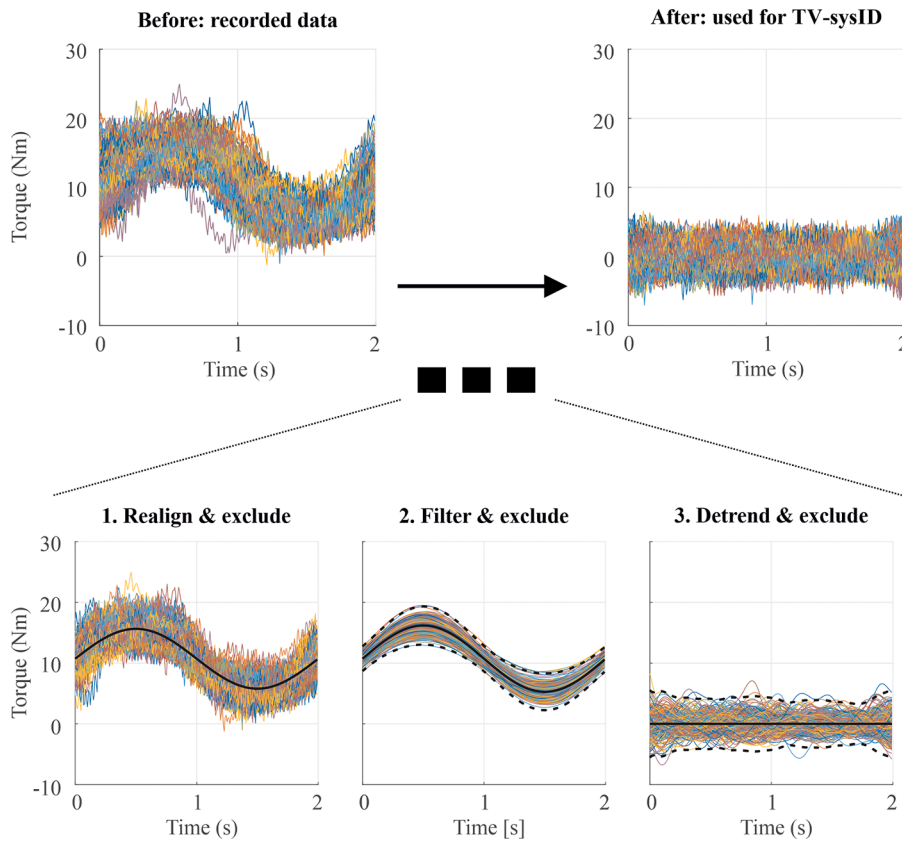 Before: recorded data
After: used for TV-sysID
Torque (Nm)
30
20
10
0
-10
0
1
2
Time (s)
30
20
10
0
-10
0
1
2
Time (s)
1. Realign & exclude
2. Filter & exclude
3. Detrend & exclude
Torque (Nm)
30
20
10
0
-10
0
1
2
Time (s)
0
1
2
Time [s]
0
1
2
Time (s)